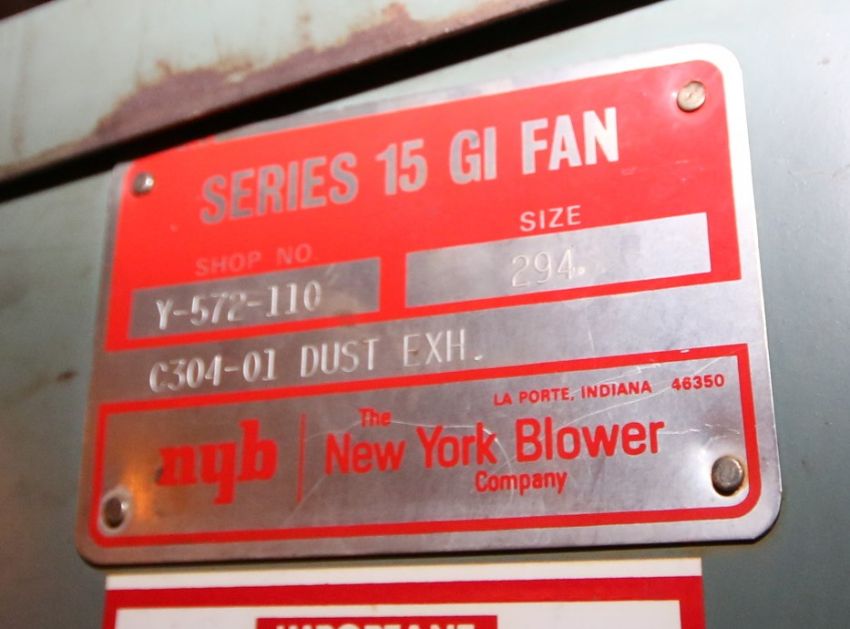 SERIES 15 GI FAN
SHOP NO. SIZE
Y-572-110 294.
C304-01 DUST EXH.
LA PORTE, INDIANA 46350
nyb The New York Blower Company
IMPORTANT